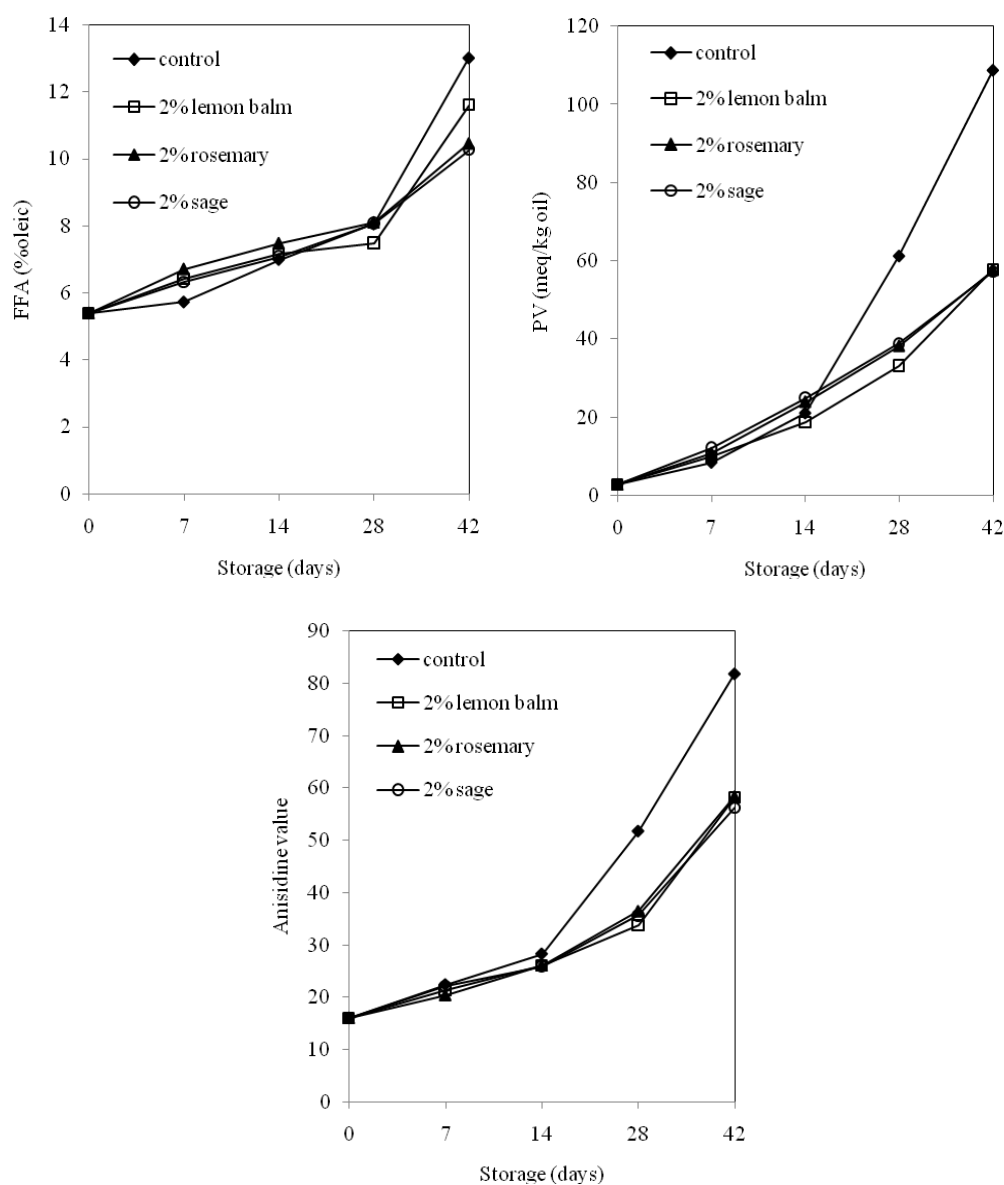 14
12
10
8
6
4
2
0
FFA (%oleic)
control
2% lemon balm
2% rosemary
2% sage
0 7 14 28 42
Storage (days)
120
100
80
60
40
20
0
PV (meq/kg oil)
control
2% lemon balm
2% rosemary
2% sage
0 7 14 28 42
Storage (days)
90
80
70
60
50
40
30
20
10
0
Anisidine value
control
2% lemon balm
2% rosemary
2% sage
0 7 14 28 42
Storage (days)